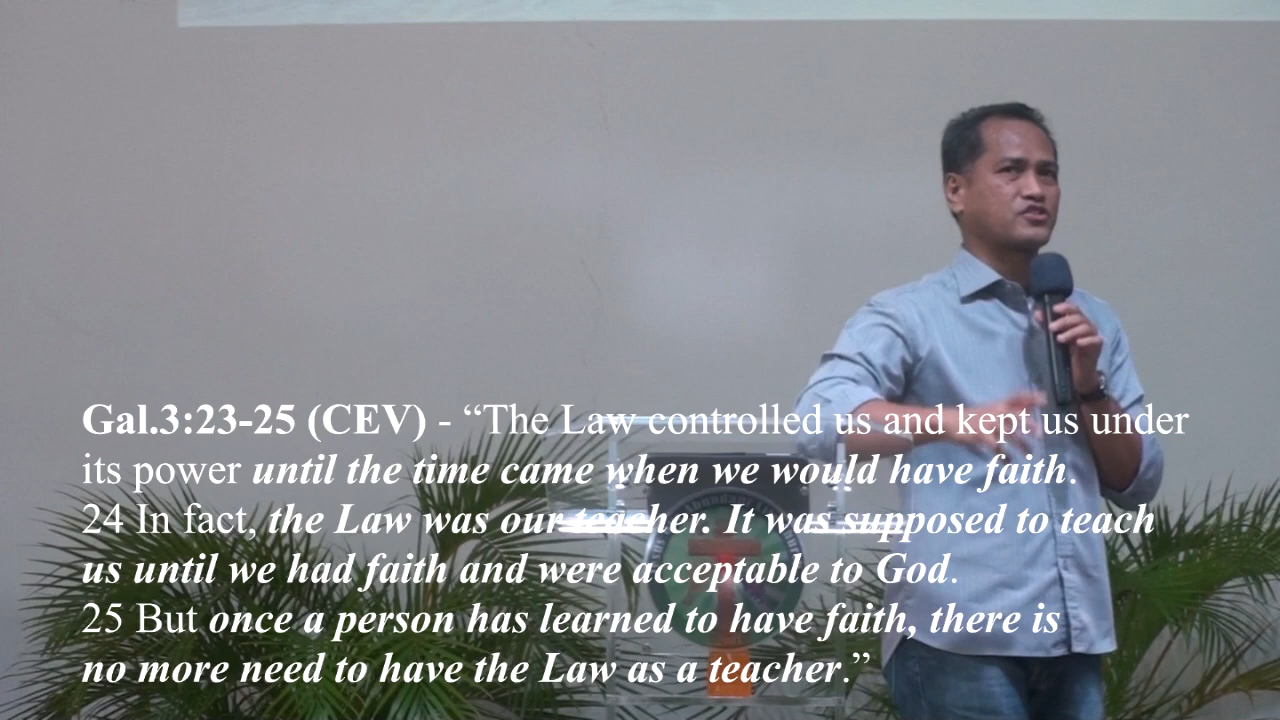 Gal.3:23-25 (CEV) - “The Law controlled us and kept us under
its power until the time came when we would have faith.
24 In fact, the Law was our teacher. It was supposed to teach
us until we had faith and were acceptable to God.
25 But once a person has learned to have faith, there is
no more need to have the Law as a teacher.”